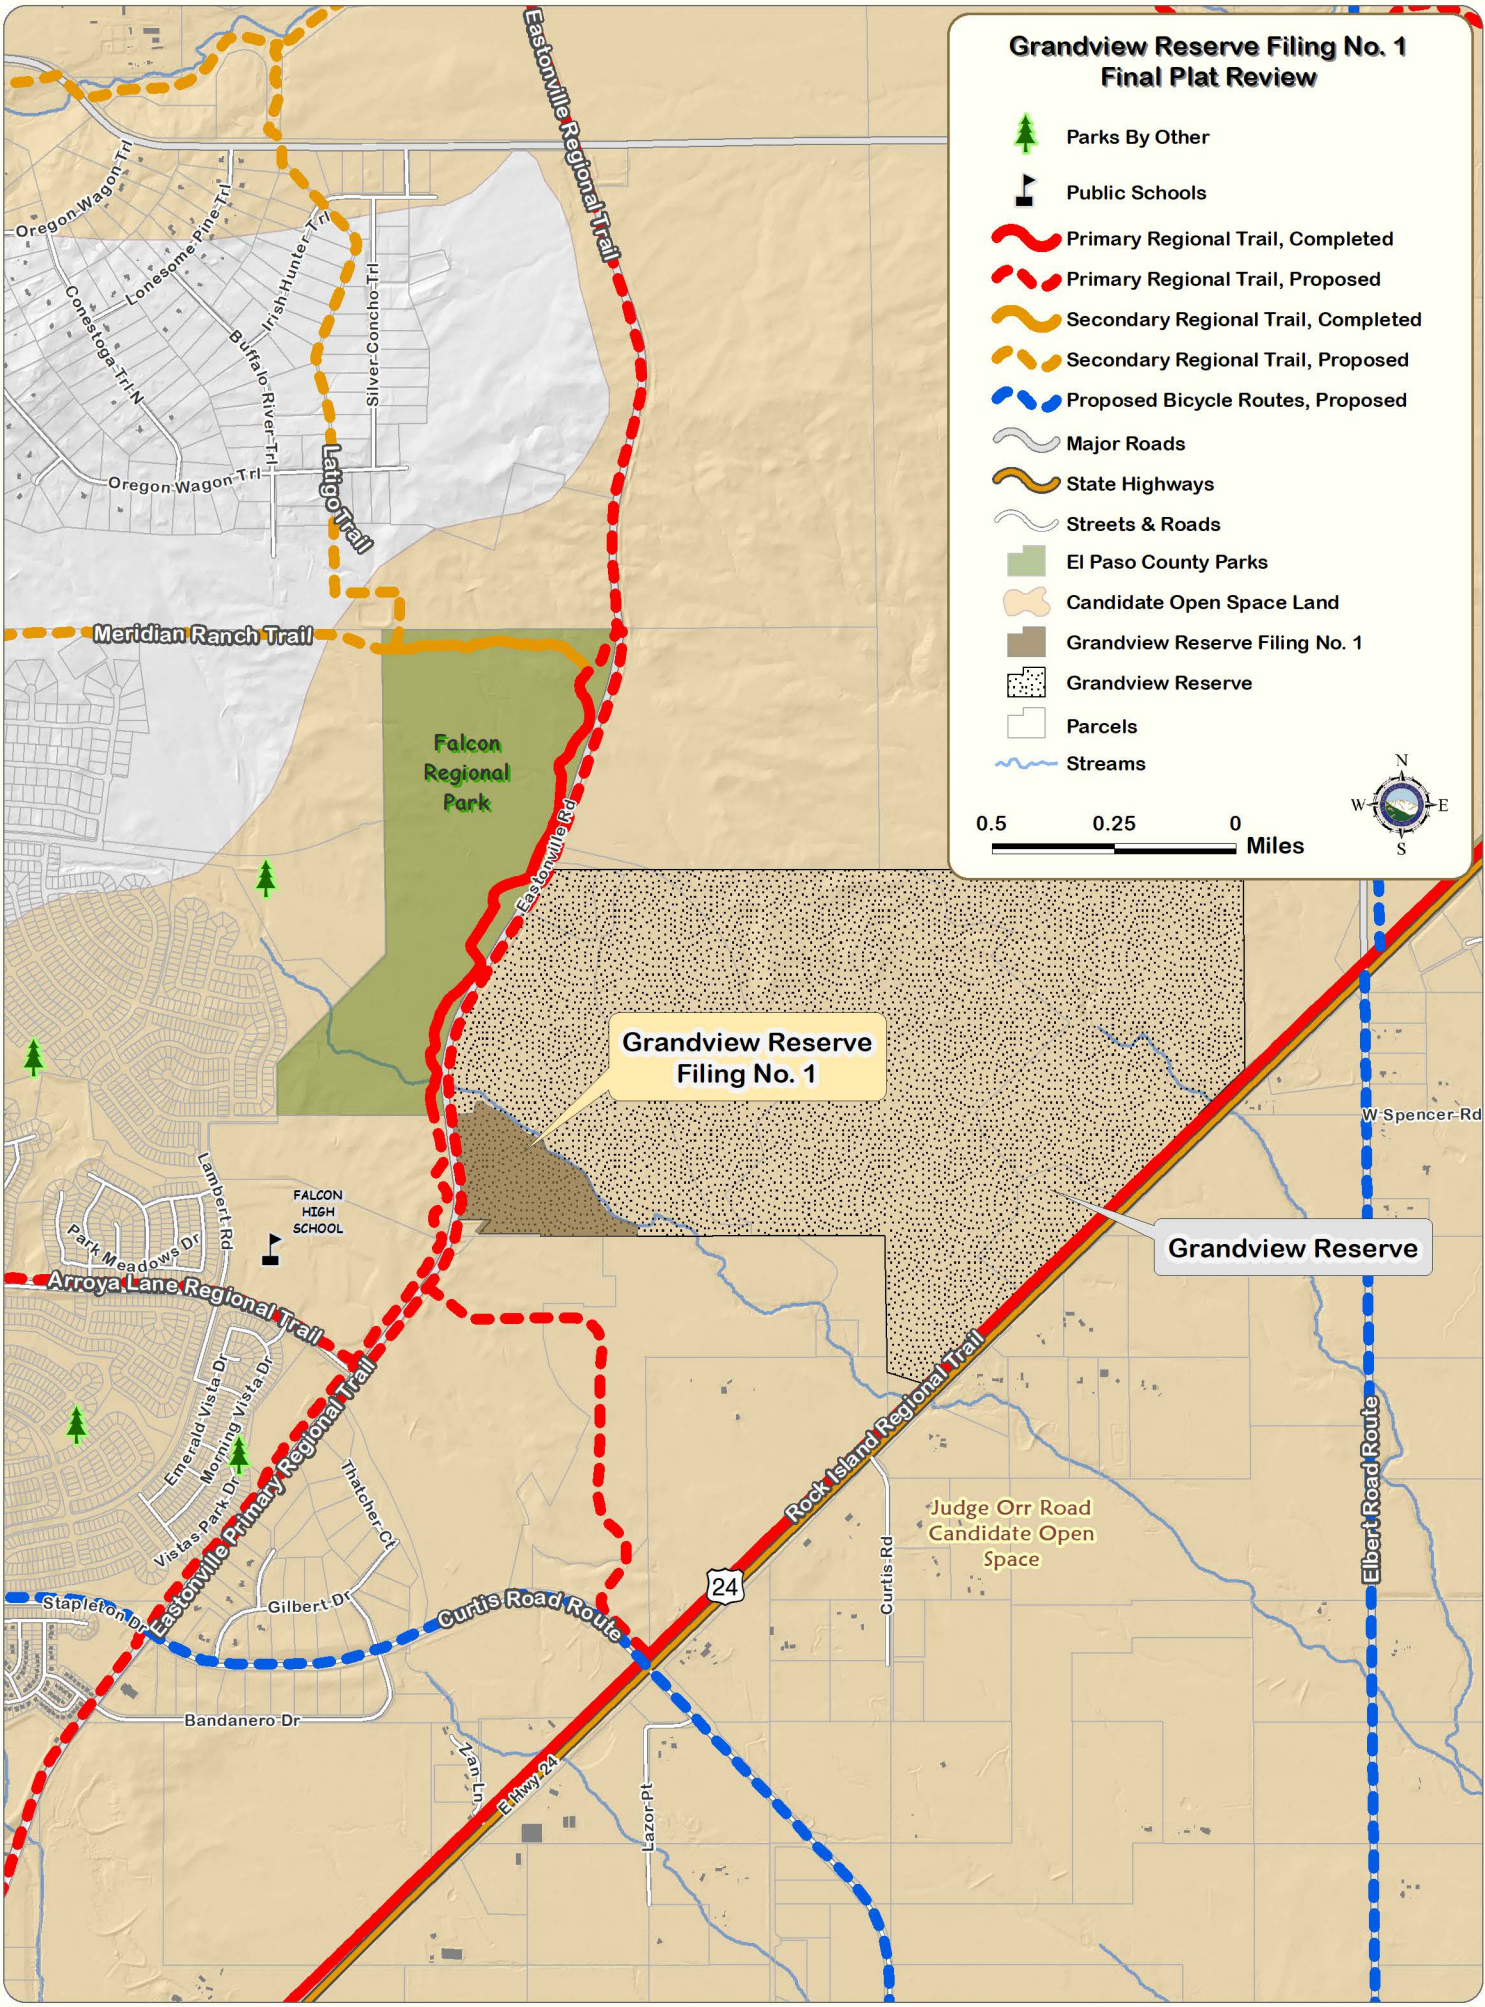 Grandview Reserve Filing No. 1
Final Plat Review
Parks By Other
Public Schools
Primary Regional Trail, Completed
Primary Regional Trail, Proposed
Secondary Regional Trail, Completed
Secondary Regional Trail, Proposed
Proposed Bicycle Routes, Proposed
Major Roads
State Highways
Streets & Roads
El Paso County Parks
Candidate Open Space Land
Grandview Reserve Filing No. 1
Grandview Reserve
Parcels
Streams
N
W
E
S
0.5
0.25
0
Miles
Eastonville Regional Trail
Oregon Wagon Trl
Lonesome Pine Trl
Irish Hunter Trl
Silver Concho Trl
Conestoga Trl N
Buffalo River Trl
Oregon Wagon Trl
Latigo Trail
Meridian Ranch Trail
Falcon
Regional
Park
Eastonville Rd
Grandview Reserve
Filing No. 1
W Spencer Rd
Grandview Reserve
Lambert Rd
FALCON
HIGH
SCHOOL
Park Meadows Dr
Arroya Lane Regional Trail
Emerald Vista Dr
Morning Vista Dr
Vistas Park Dr
Eastonville Primary Regional Trail
Thatcher Ct
Rock Island Regional Trail
Elbert Road Route
Judge Orr Road
Candidate Open
Space
Curtis Rd
24
Stapleton Dr
Gilbert Dr
Curtis Road Route
Bandanero Dr
Zan Ln
E Hwy 24
Lazor Pt